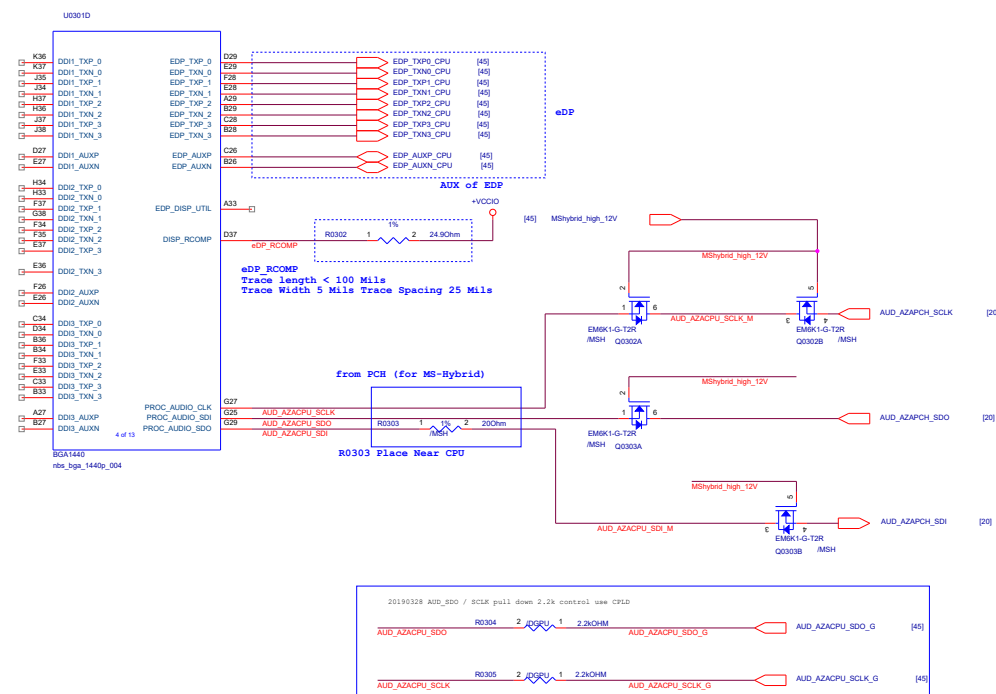 U0301D
K36 DDI1_TXP_0 EDP_TXP_0 D29 EDP_TXP0_CPU [45]
K37 DDI1_TXN_0 EDP_TXN_0 E29 EDP_TXN0_CPU [45]
J35 DDI1_TXP_1 EDP_TXP_1 F28 EDP_TXP1_CPU [45]
J34 DDI1_TXN_1 EDP_TXN_1 E28 EDP_TXN1_CPU [45]
H37 DDI1_TXP_2 EDP_TXP_2 A29 EDP_TXP2_CPU [45]
H36 DDI1_TXN_2 EDP_TXN_2 B29 EDP_TXN2_CPU [45]
J37 DDI1_TXP_3 EDP_TXP_3 C28 EDP_TXP3_CPU [45]
J38 DDI1_TXN_3 EDP_TXN_3 B28 EDP_TXN3_CPU [45]
eDP
D27 DDI1_AUXP EDP_AUXP C26 EDP_AUXP_CPU [45]
E27 DDI1_AUXN EDP_AUXN B26 EDP_AUXN_CPU [45]
AUX of EDP
H34 DDI2_TXP_0
H33 DDI2_TXN_0
F37 DDI2_TXP_1 EDP_DISP_UTIL A33
G38 DDI2_TXN_1
F34 DDI2_TXP_2
F35 DDI2_TXN_2 DISP_RCOMP D37 eDP_RCOMP R0302 1 1% 2 24.9Ohm +VCCIO
E37 DDI2_TXP_3
E36 DDI2_TXN_3
F26 DDI2_AUXP
E26 DDI2_AUXN
eDP_RCOMP
Trace length < 100 Mils
Trace Width 5 Mils Trace Spacing 25 Mils
[45] MShybrid_high_12V
MShybrid_high_12V
C34 DDI3_TXP_0
D34 DDI3_TXN_0
B36 DDI3_TXP_1
B34 DDI3_TXN_1
F33 DDI3_TXP_2
E33 DDI3_TXN_2
C33 DDI3_TXP_3
B33 DDI3_TXN_3
A27 DDI3_AUXP
B27 DDI3_AUXN
2 5
1 6 AUD_AZACPU_SCLK_M 3 4 AUD_AZAPCH_SCLK [20
EM6K1-G-T2R EM6K1-G-T2R
/MSH Q0302A Q0302B /MSH
from PCH (for MS-Hybrid)
MShybrid_high_12V
PROC_AUDIO_CLK G27 AUD_AZACPU_SCLK
PROC_AUDIO_SDI G25 AUD_AZACPU_SDO
PROC_AUDIO_SDO G29 AUD_AZACPU_SDI
R0303 1 1% 2 20Ohm
/MSH
R0303 Place Near CPU
2
1 6 AUD_AZAPCH_SDO [20]
EM6K1-G-T2R
/MSH Q0303A
4 of 13
BGA1440
nbs_bga_1440p_004
MShybrid_high_12V
5
AUD_AZACPU_SDI_M 3 4 AUD_AZAPCH_SDI [20]
EM6K1-G-T2R
Q0303B /MSH
20190328 AUD_SDO / SCLK pull down 2.2k control use CPLD
AUD_AZACPU_SDO R0304 2 /DGPU 1 2.2kOHM AUD_AZACPU_SDO_G AUD_AZACPU_SDO_G [45]
AUD_AZACPU_SCLK R0305 2 /DGPU 1 2.2kOHM AUD_AZACPU_SCLK_G AUD_AZACPU_SCLK_G [45]